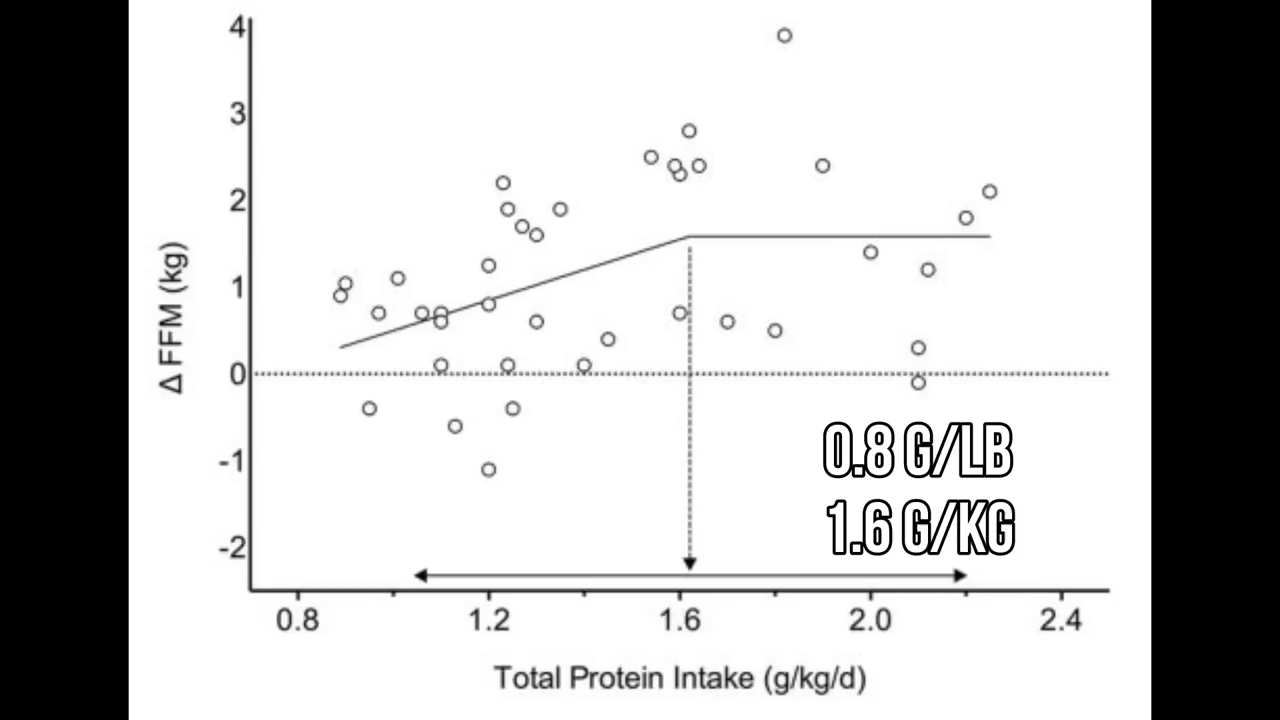 4
3
2
1
0
-1
-2
Δ FFM (kg)
0.8 G/LB
1.6 G/KG
0.8 1.2 1.6 2.0 2.4
Total Protein Intake (g/kg/d)